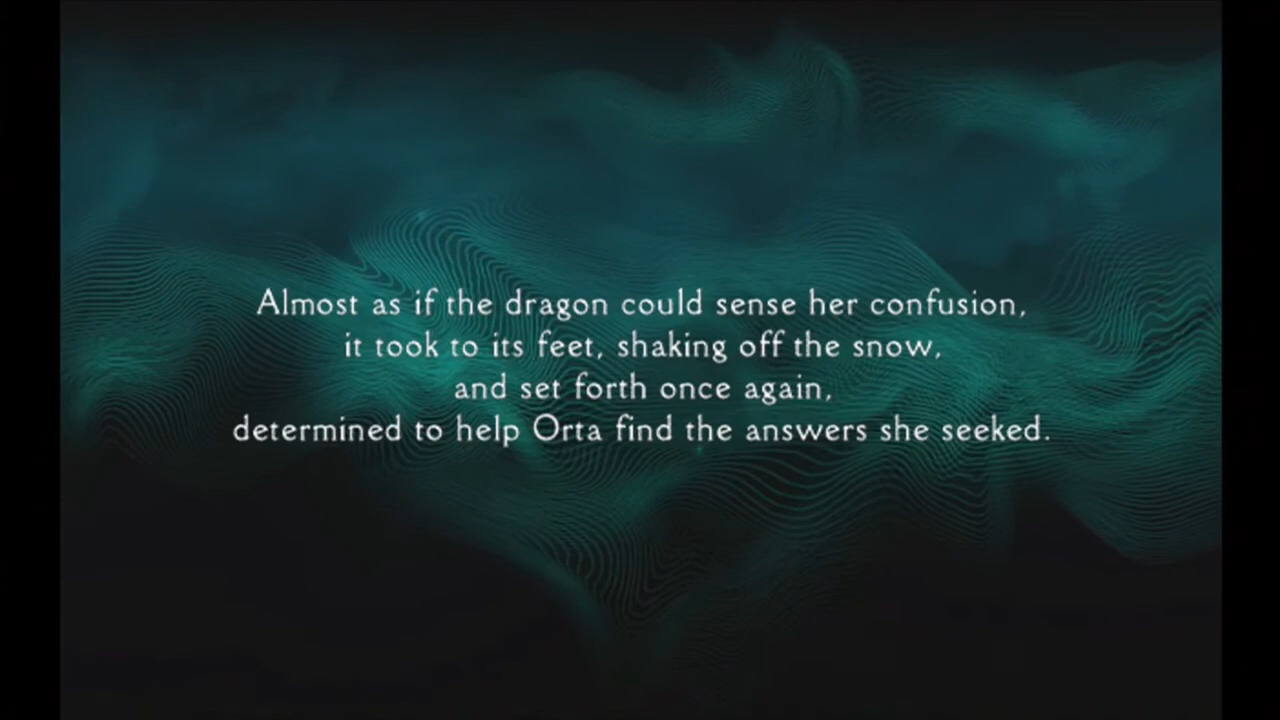 Almost as if the dragon could sense her confusion,
it took to its feet, shaking off the snow,
and set forth once again,
determined to help Orta find the answers she seeked.